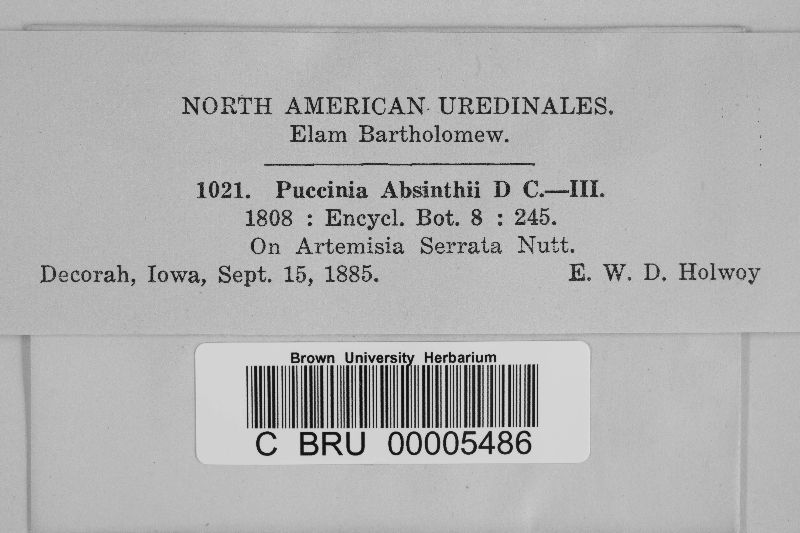 NORTH AMERICAN UREDINALES.
Elam Bartholomew.
1021. Puccinia Absinthii D C.—III.
1808 : Encycl. Bot. 8 : 245.
On Artemisia Serrata Nutt.
Decorah, Iowa, Sept. 15, 1885. E. W. D. Holwoy
Brown University Herbarium
C BRU 00005486